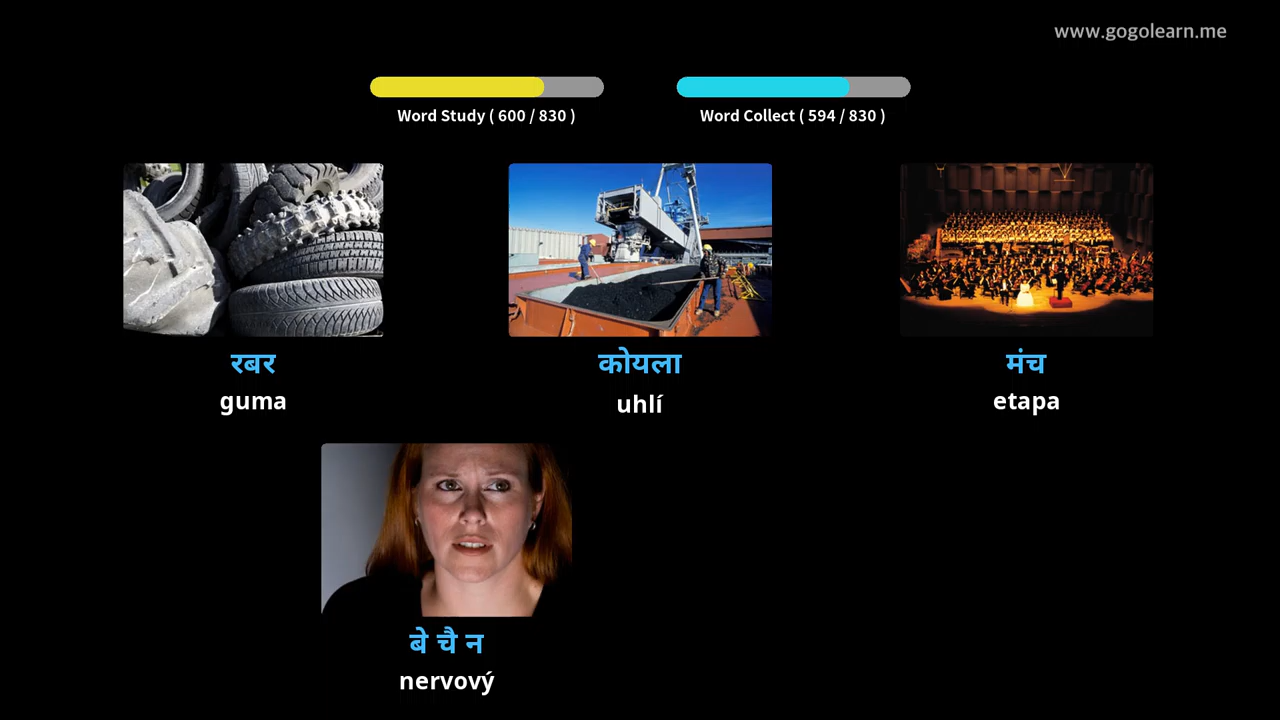 www.gogolearn.me
Word Study ( 600 / 830 )
Word Collect ( 594 / 830 )
रबर
guma
कोयला
uhlí
मंच
etapa
बे चै न
nervový